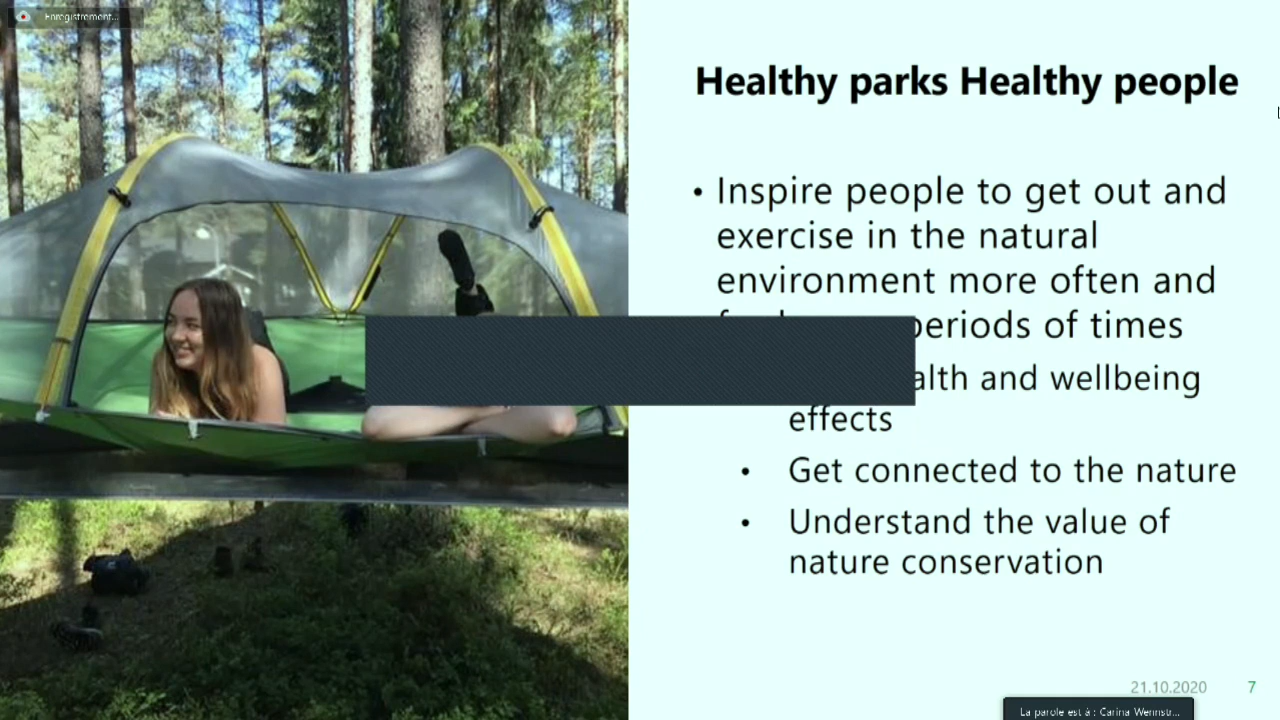 Enregistrement...
Healthy parks Healthy people
• Inspire people to get out and
exercise in the natural
environment more often and
periods of times
and wellbeing
effects
• Get connected to the nature
• Understand the value of
nature conservation
21.10.2020 7
La parole est à : Carina Wennstr...